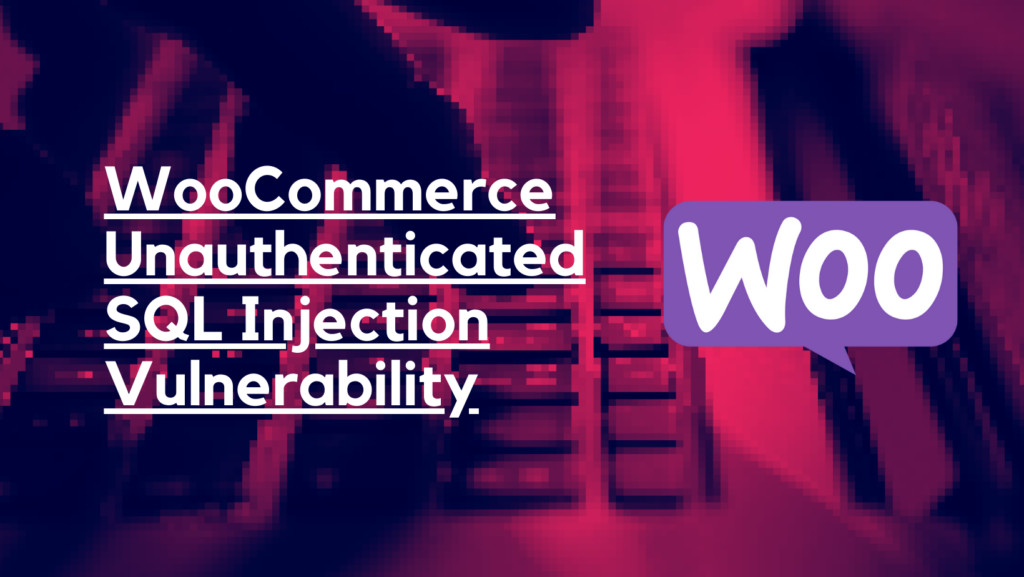 WooCommerce
Unauthenticated
SQL Injection
Vulnerability
Woo